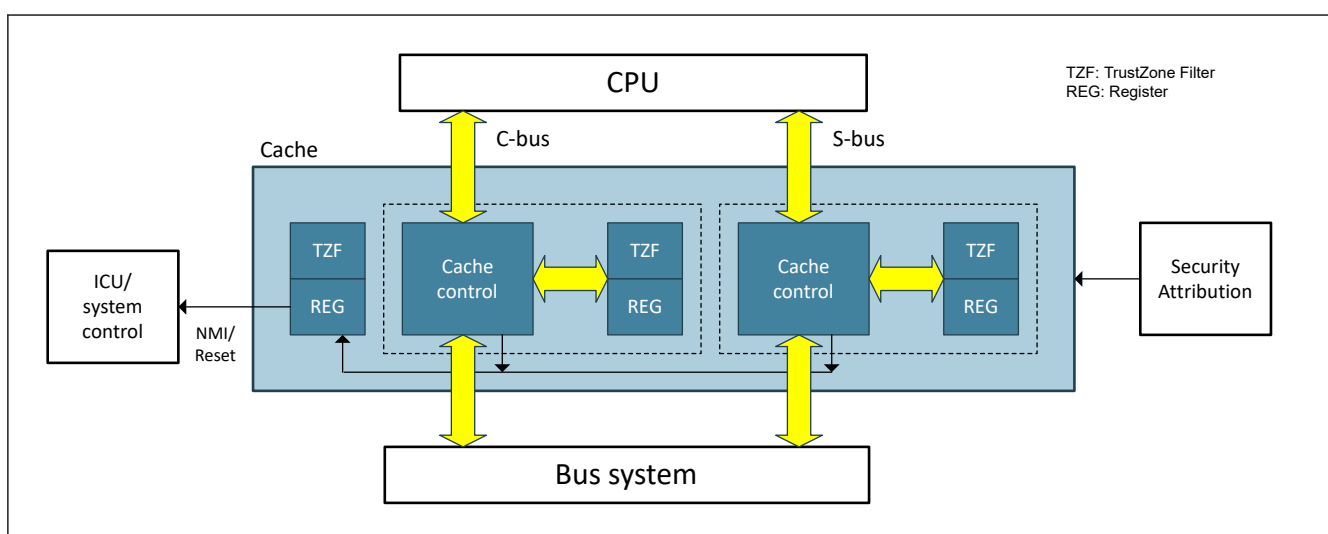 CPU
TZF: TrustZone Filter
REG: Register
C-bus
S-bus
Cache
TZF
REG
Cache
control
TZF
REG
Cache
control
TZF
REG
ICU/
system
control
NMI/
Reset
Security
Attribution
Bus system